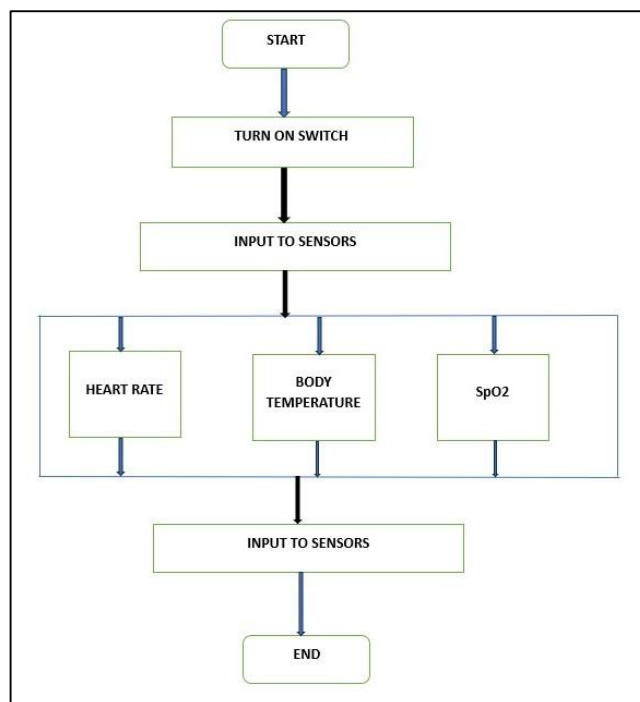 START
TURN ON SWITCH
INPUT TO SENSORS
HEART RATE
BODY
TEMPERATURE
SpO2
INPUT TO SENSORS
END